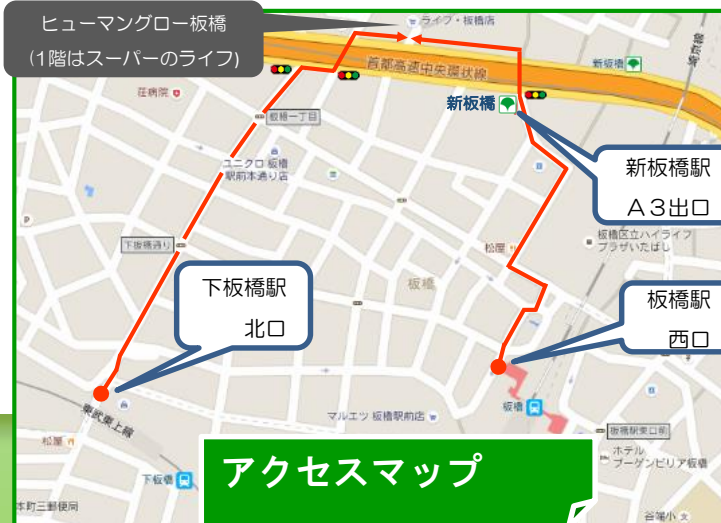 ヒューマングロー板橋
(1階はスーパーのライフ)
ライフ・板橋店
首都高速中央環状線
新板橋
新板橋
荘病院
板橋一丁目
ユニクロ 板橋
駅前本通り店
新板橋駅
A3出口
板橋区立ハイライフ
プラザいたばし
松屋
下板橋通り
下板橋駅
北口
板橋
板橋駅
西口
東武東上線
マルエツ 板橋駅前店
板橋
板橋駅東口前
ホテル
ブーゲンビリア板橋
松屋
下板橋
本町三郵便局
谷端小
アクセスマップ
P